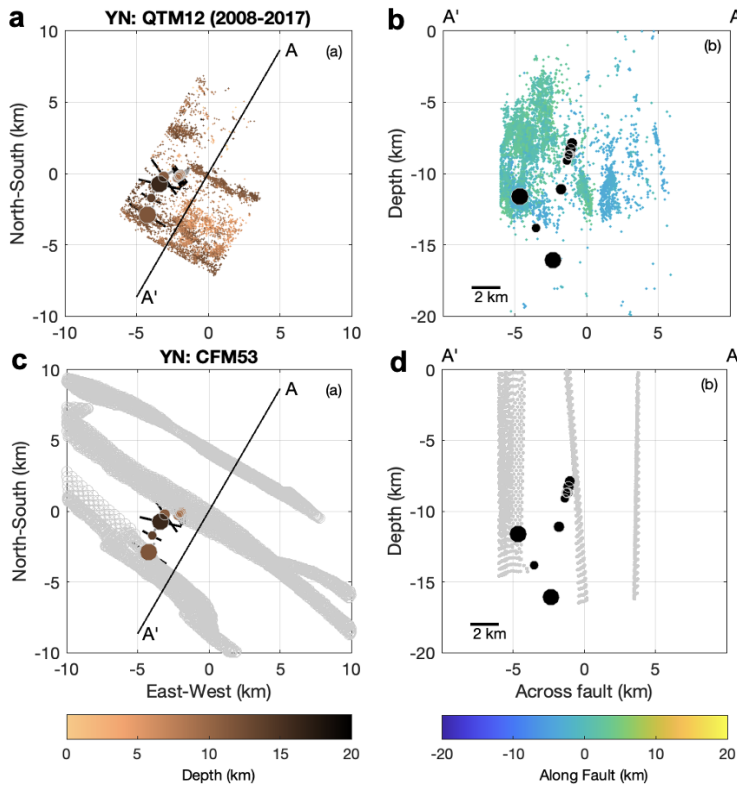 a
YN: QTM12 (2008-2017)
A
(a)
A'
North-South (km)
10
5
0
-5
-10
-10
-5
0
5
10
b
A'
A
(b)
Depth (km)
0
-5
-10
-15
-20
2 km
-5
0
5
c
YN: CFM53
A
(a)
A'
North-South (km)
10
5
0
-5
-10
-10
-5
0
5
10
East-West (km)
d
A'
A
(b)
Depth (km)
0
-5
-10
-15
-20
2 km
-5
0
5
Across fault (km)
0
5
10
15
20
Depth (km)
-20
-10
0
10
20
Along Fault (km)